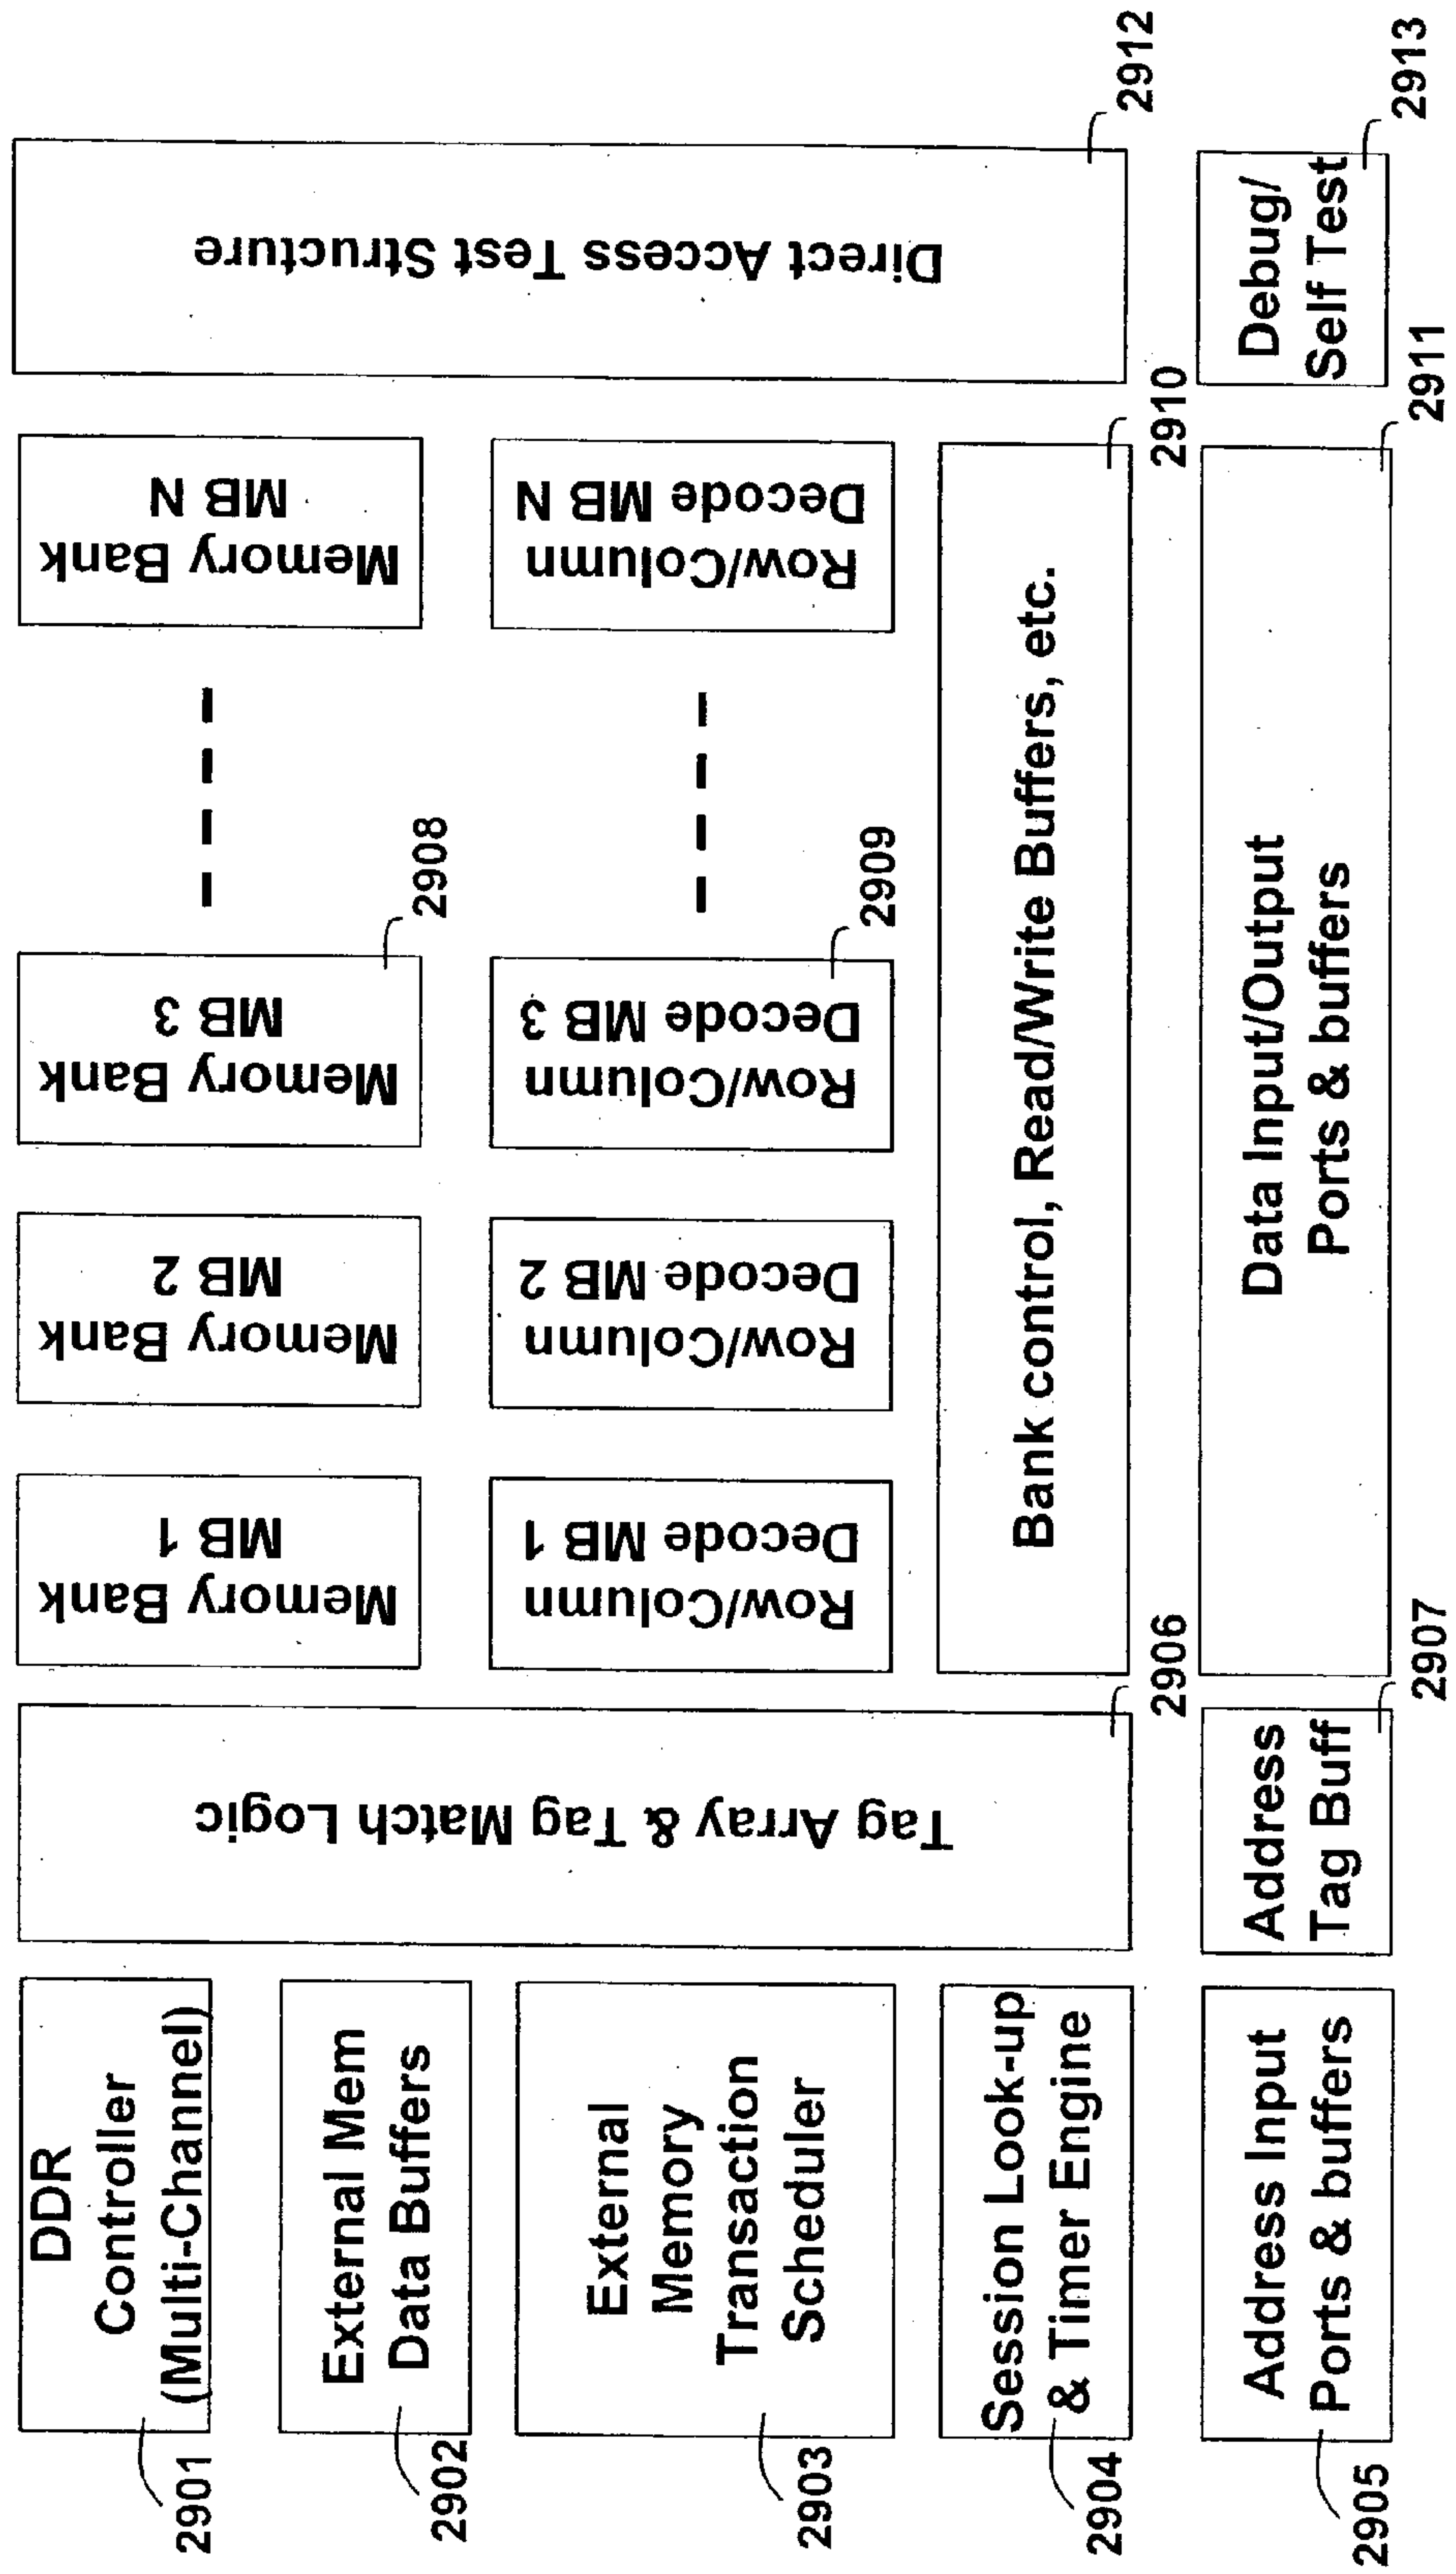 DDR
Controller
(Multi-Channel)
2901
External Mem
Data Buffers
2902
External
Memory
Transaction
Scheduler
2903
Session Look-up
& Timer Engine
2904
Address Input
Ports & buffers
2905
Tag Array & Tag Match Logic
2906
Address
Tag Buff
2907
Memory Bank
MB 1
Memory Bank
MB 2
Memory Bank
MB 3
2908
Memory Bank
MB N
Row/Column
Decode MB 1
Row/Column
Decode MB 2
Row/Column
Decode MB 3
2909
Row/Column
Decode MB N
Bank control, Read/Write Buffers, etc.
2910
Data Input/Output
Ports & buffers
2911
Direct Access Test Structure
2912
Debug/
Self Test
2913